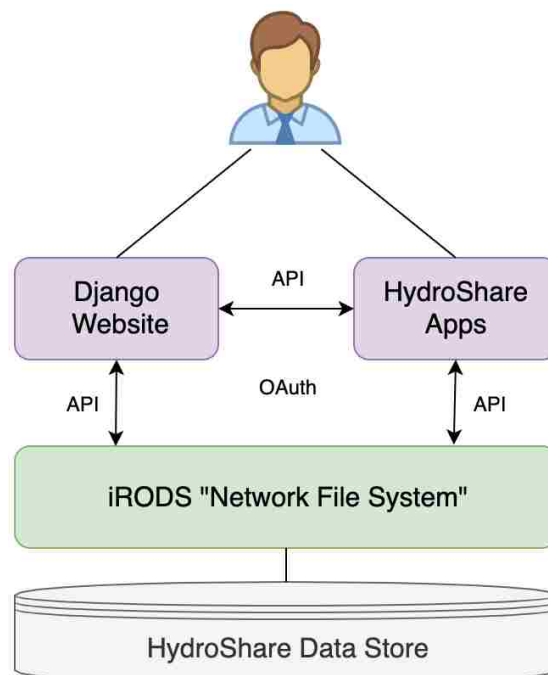 Django
Website
API
HydroShare
Apps
API
OAuth
API
iRODS "Network File System"
HydroShare Data Store